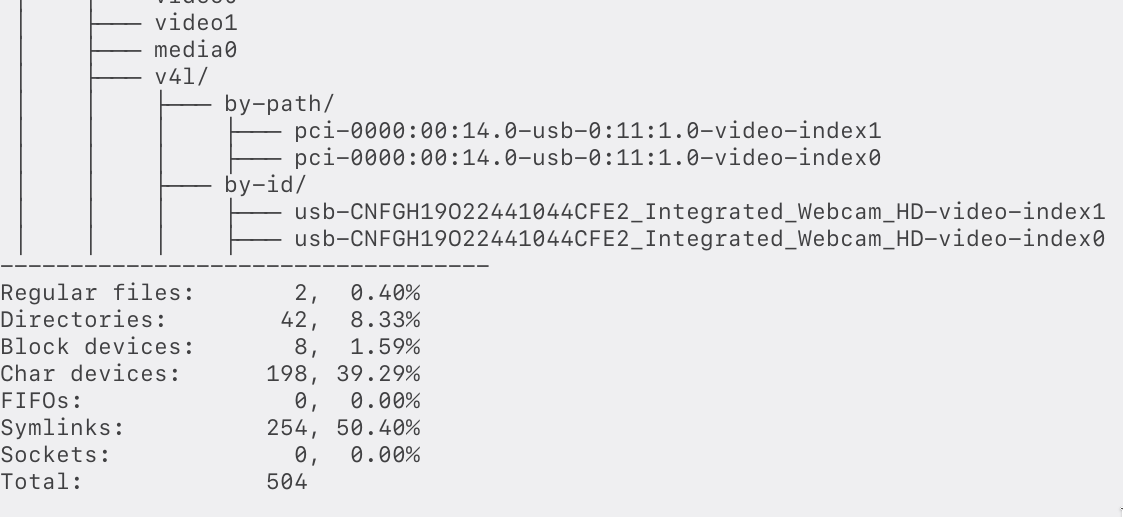 video1
media0
v4l/
by-path/
pci-0000:00:14.0-usb-0:11:1.0-video-index1
pci-0000:00:14.0-usb-0:11:1.0-video-index0
by-id/
usb-CNFGH19O22441044CFE2_Integrated_Webcam_HD-video-index1
usb-CNFGH19O22441044CFE2_Integrated_Webcam_HD-video-index0
-----------------------------------
Regular files: 2, 0.40%
Directories: 42, 8.33%
Block devices: 8, 1.59%
Char devices: 198, 39.29%
FIFOs: 0, 0.00%
Symlinks: 254, 50.40%
Sockets: 0, 0.00%
Total: 504